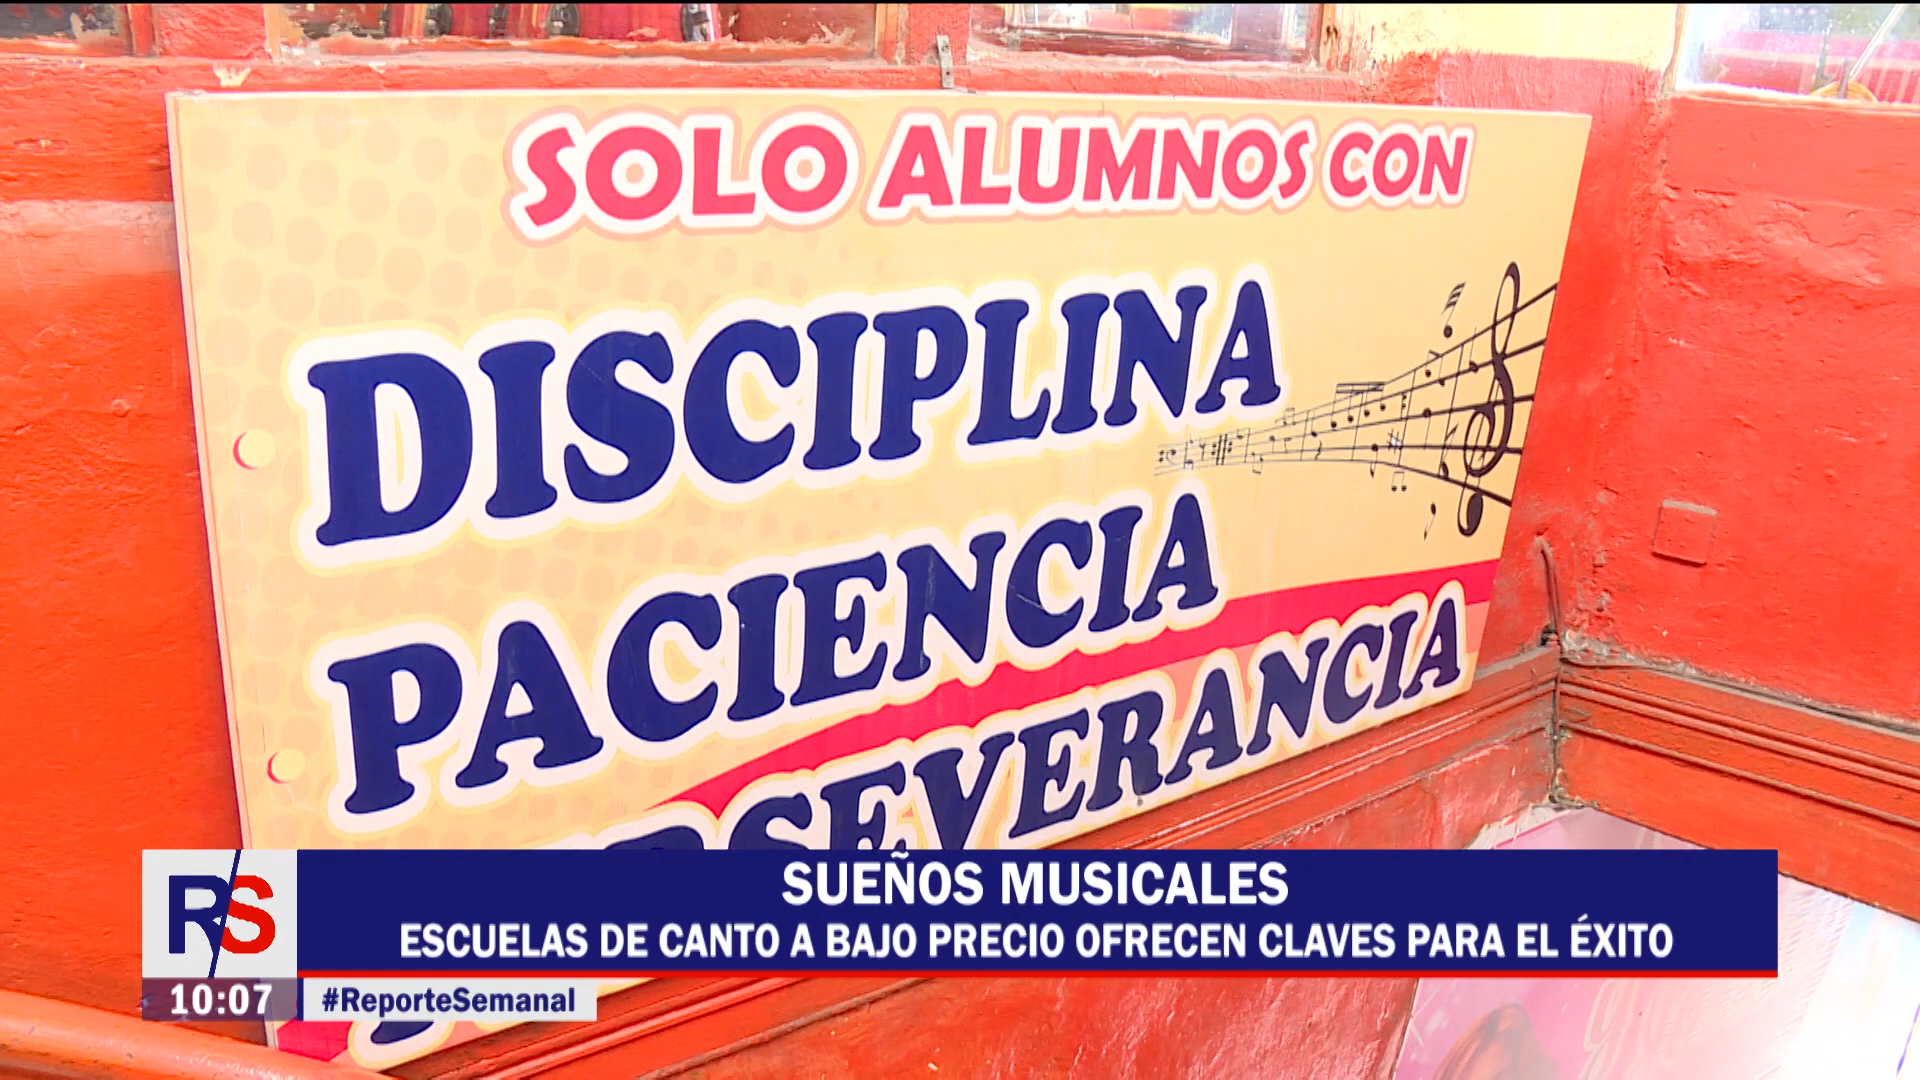 SOLO ALUMNOS CON
DISCIPLINA
PACIENCIA
PERSEVERANCIA
RS
SUEÑOS MUSICALES
ESCUELAS DE CANTO A BAJO PRECIO OFRECEN CLAVES PARA EL ÉXITO
10:07
#ReporteSemanal